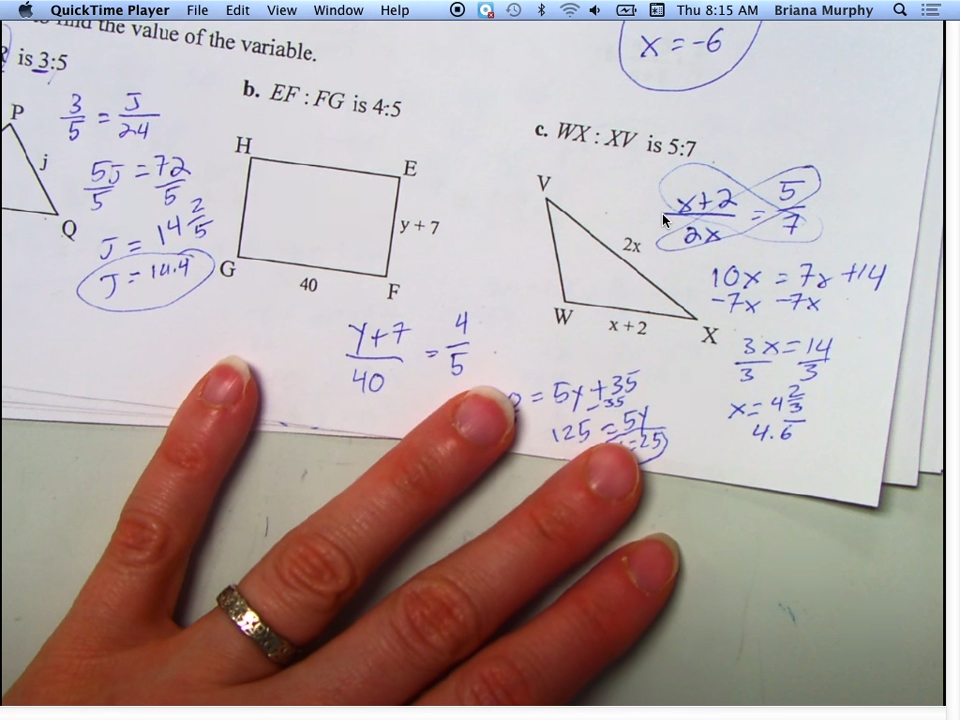 QuickTime Player File Edit View Window Help Thu 8:15 AM Briana Murphy
find the value of the variable.
is 3:5
P
j
Q
3/5 = J/24
5J/5 = 72/5
J = 14 2/5
J = 14.4
b. EF : FG is 4:5
H
E
y + 7
G
40
F
y+7/40 = 4/5
= 5y + 35
-35
125 = 5y
=25
x = -6
c. WX : XV is 5:7
V
2x
W
x + 2
X
x+2/2x = 5/7
10x = 7x + 14
-7x -7x
3x/3 = 14/3
x = 4 2/3
4.6